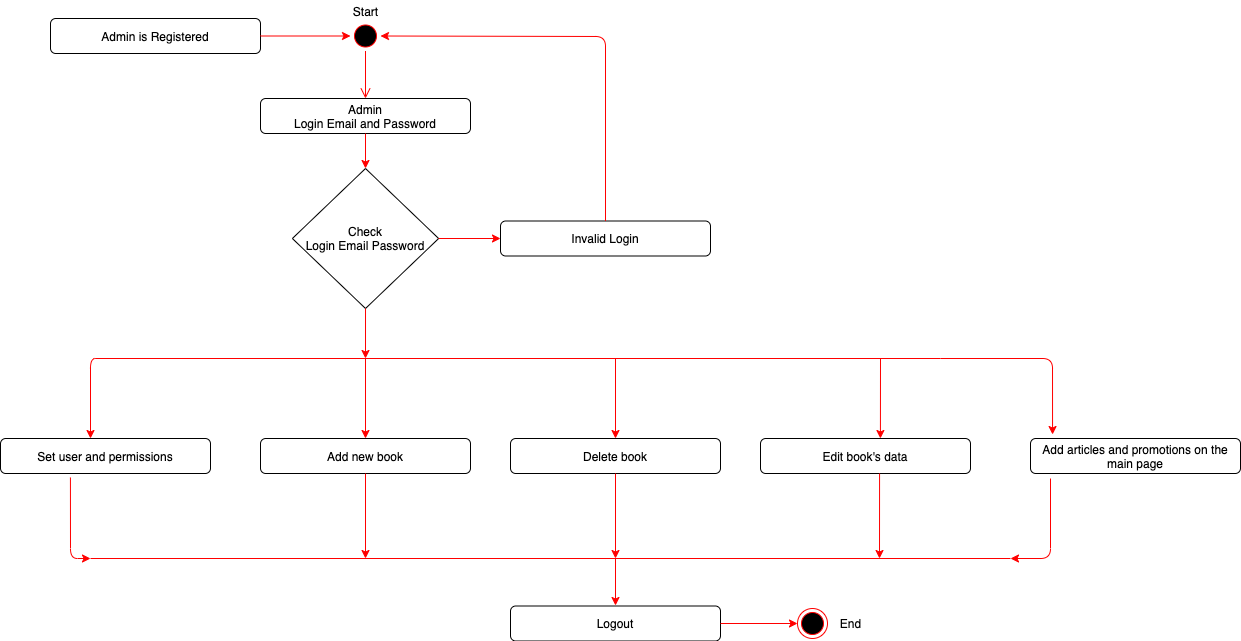 Start
Admin is Registered
Admin
Login Email and Password
Check
Login Email Password
Invalid Login
Set user and permissions
Add new book
Delete book
Edit book's data
Add articles and promotions on the
main page
Logout
End